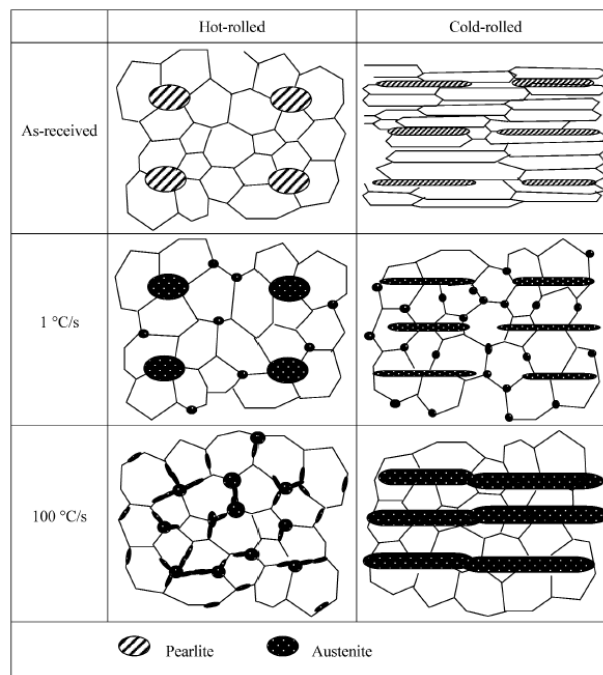 Hot-rolled
Cold-rolled
As-received
1 °C/s
100 °C/s
Pearlite
Austenite